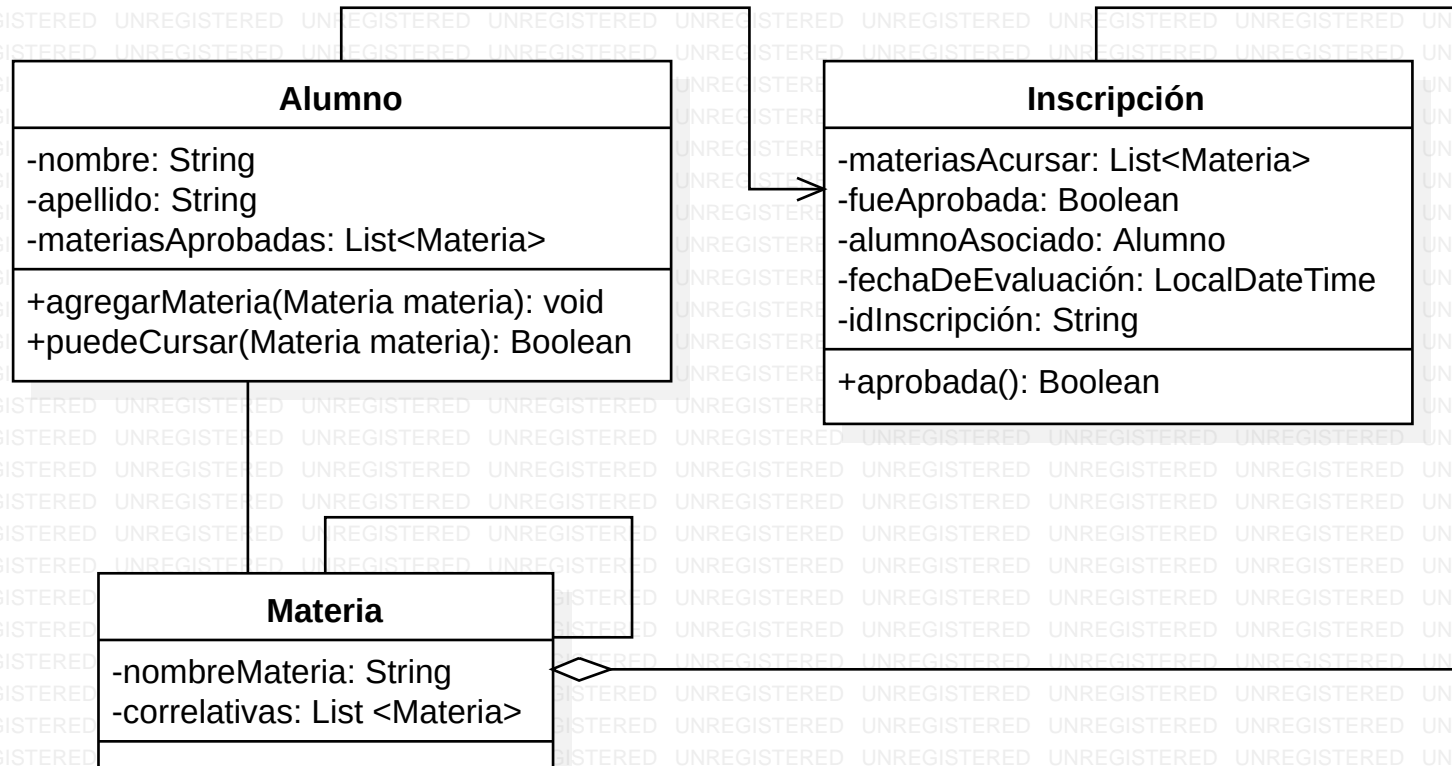 Alumno
-nombre: String
-apellido: String
-materiasAprobadas: List<Materia>
+agregarMateria(Materia materia): void
+puedeCursar(Materia materia): Boolean
Inscripción
-materiasAcursar: List<Materia>
-fueAprobada: Boolean
-alumnoAsociado: Alumno
-fechaDeEvaluación: LocalDateTime
-idInscripción: String
+aprobada(): Boolean
Materia
-nombreMateria: String
-correlativas: List <Materia>
UNREGISTERED